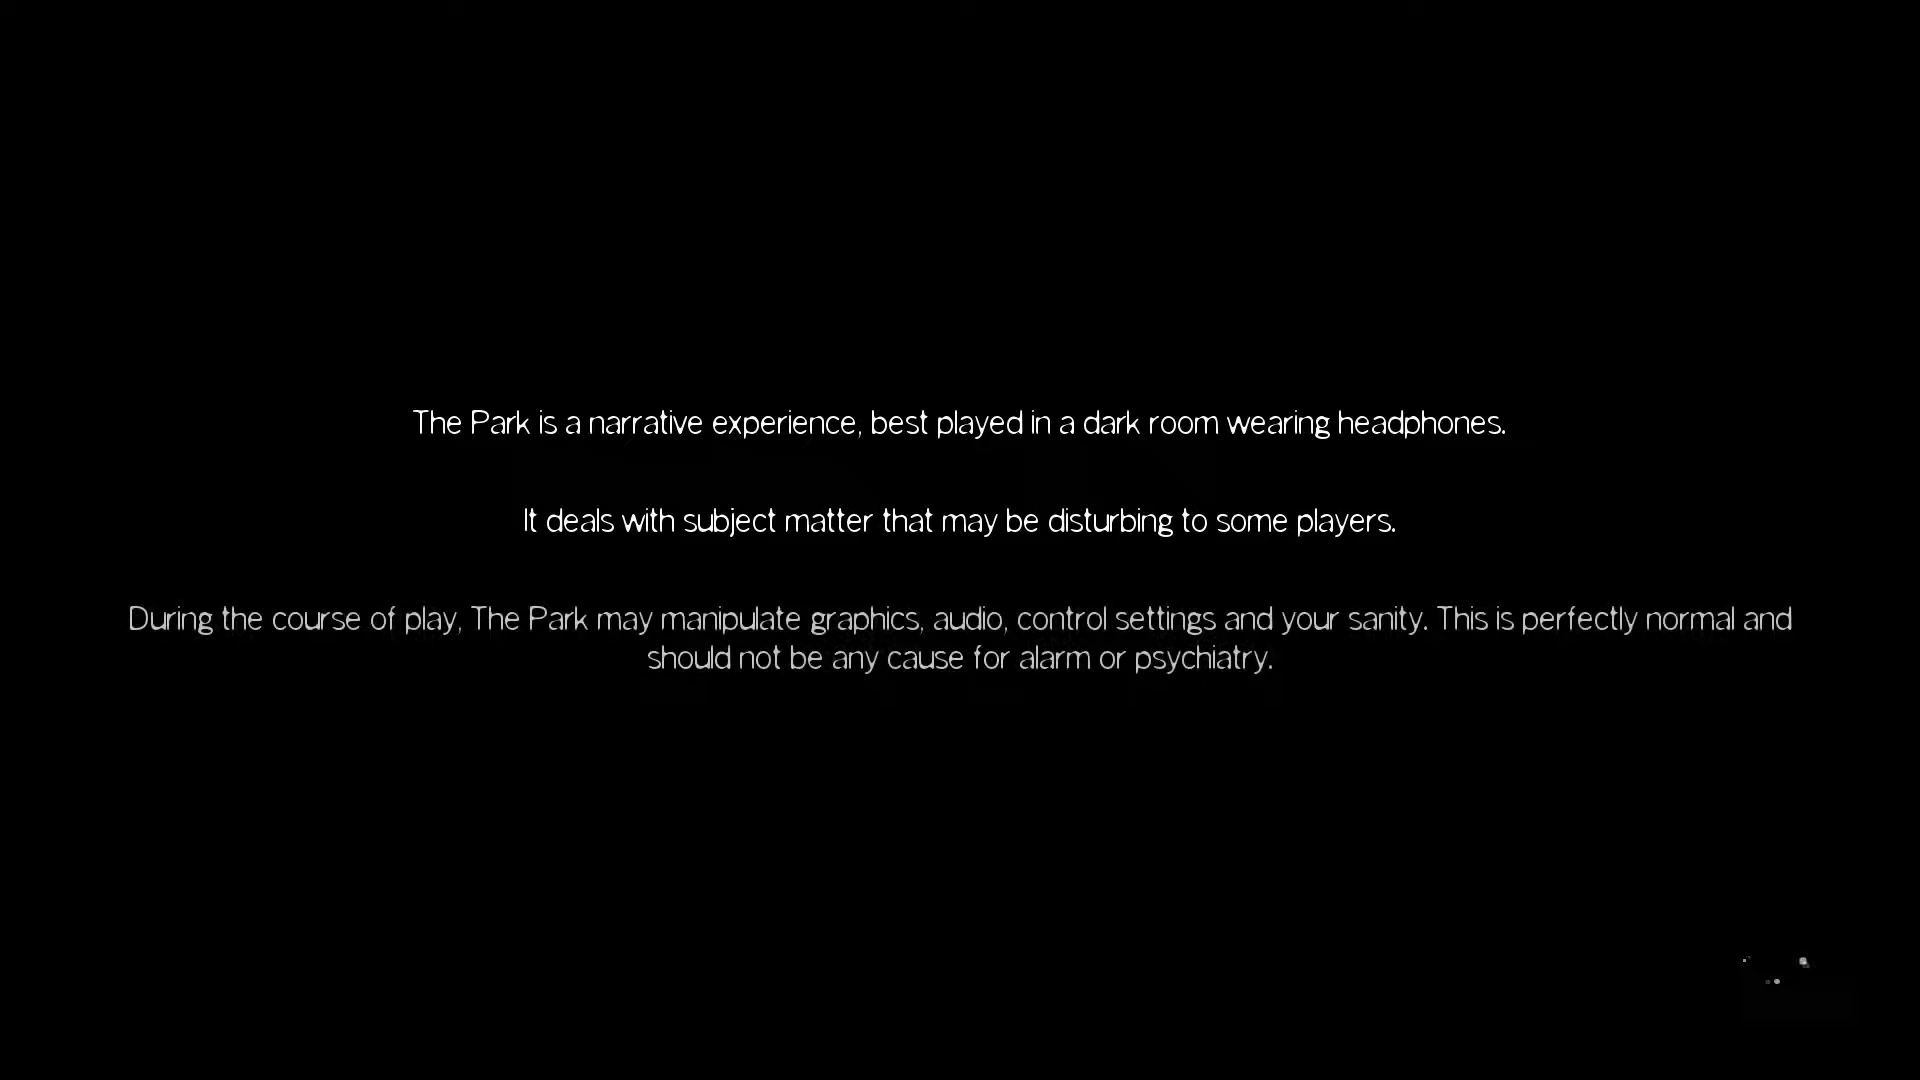 The Park is a narrative experience, best played in a dark room wearing headphones.
It deals with subject matter that may be disturbing to some players.
During the course of play, The Park may manipulate graphics, audio, control settings and your sanity. This is perfectly normal and
should not be any cause for alarm or psychiatry.